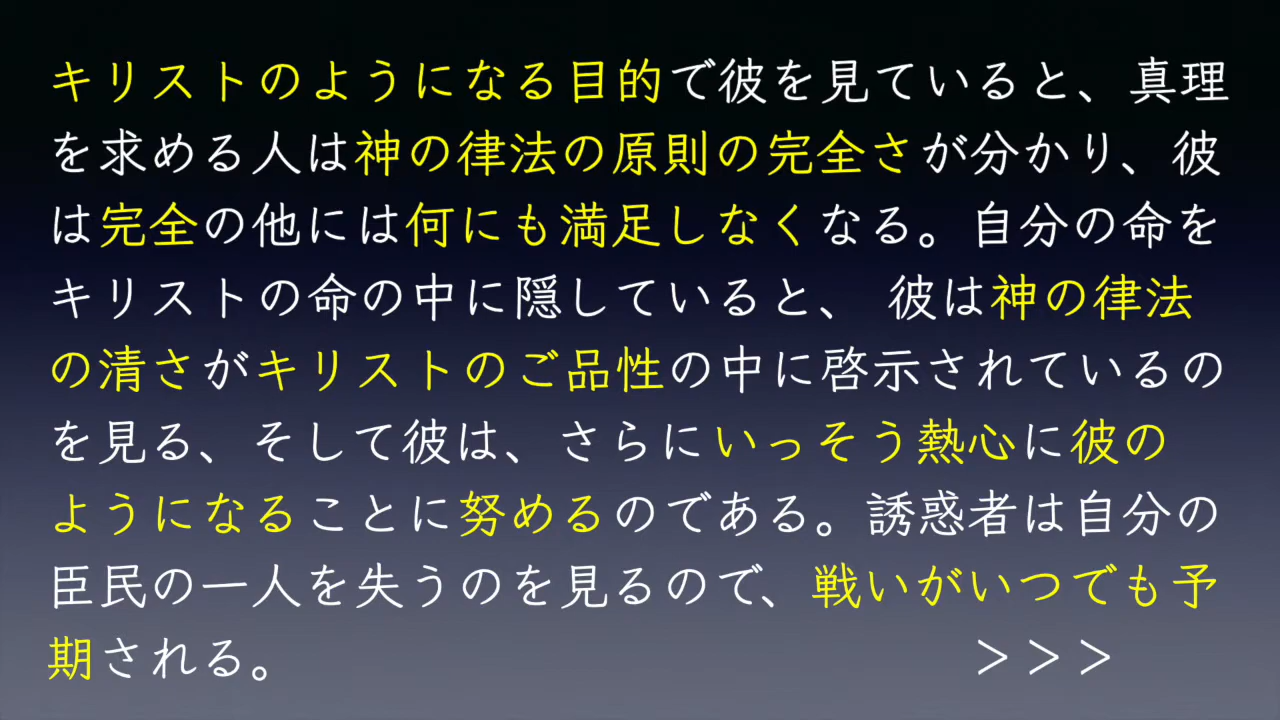 キリストのようになる目的で彼を見ていると、真理
を求める人は神の律法の原則の完全さが分かり、彼
は完全の他には何にも満足しなくなる。自分の命を
キリストの命の中に隠していると、 彼は神の律法
の清さがキリストのご品性の中に啓示されているの
を見る、そして彼は、さらにいっそう熱心に彼の
ようになることに努めるのである。誘惑者は自分の
臣民の一人を失うのを見るので、戦いがいつでも予
期される。 ＞＞＞